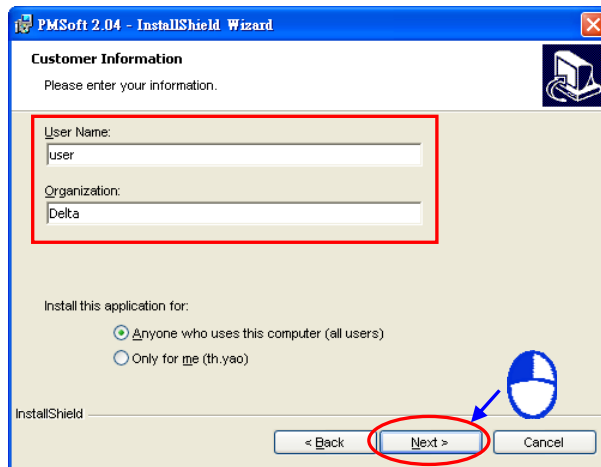 PMSoft 2.04 - InstallShield Wizard
Customer Information
Please enter your information.
User Name:
user
Organization:
Delta
Install this application for:
Anyone who uses this computer (all users)
Only for me (th.yao)
InstallShield
< Back
Next >
Cancel